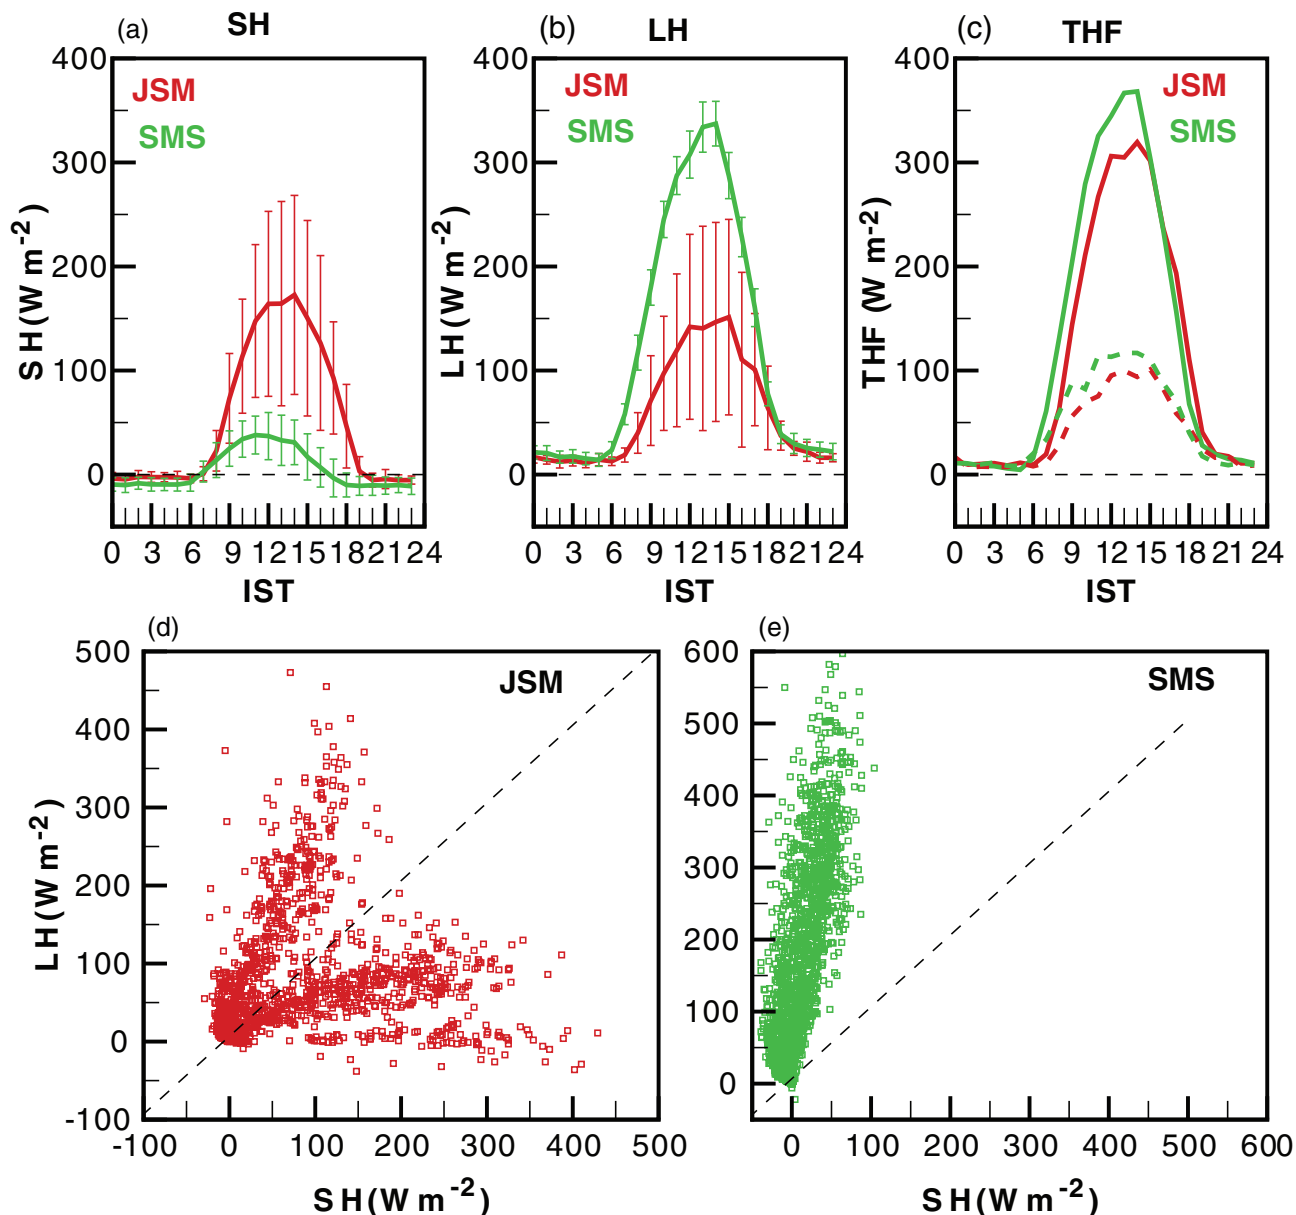 (a) SH
JSM
SMS
400
300
200
100
0
SH (W m-2)
0 3 6 9 12 15 18 21 24
IST
(b) LH
JSM
SMS
400
300
200
100
0
LH (W m-2)
0 3 6 9 12 15 18 21 24
IST
(c) THF
JSM
SMS
400
300
200
100
0
THF (W m-2)
0 3 6 9 12 15 18 21 24
IST
(d)
JSM
500
400
300
200
100
0
-100
LH (W m-2)
-100 0 100 200 300 400 500
SH (W m-2)
(e)
SMS
600
500
400
300
200
100
0
0 100 200 300 400 500 600
SH (W m-2)